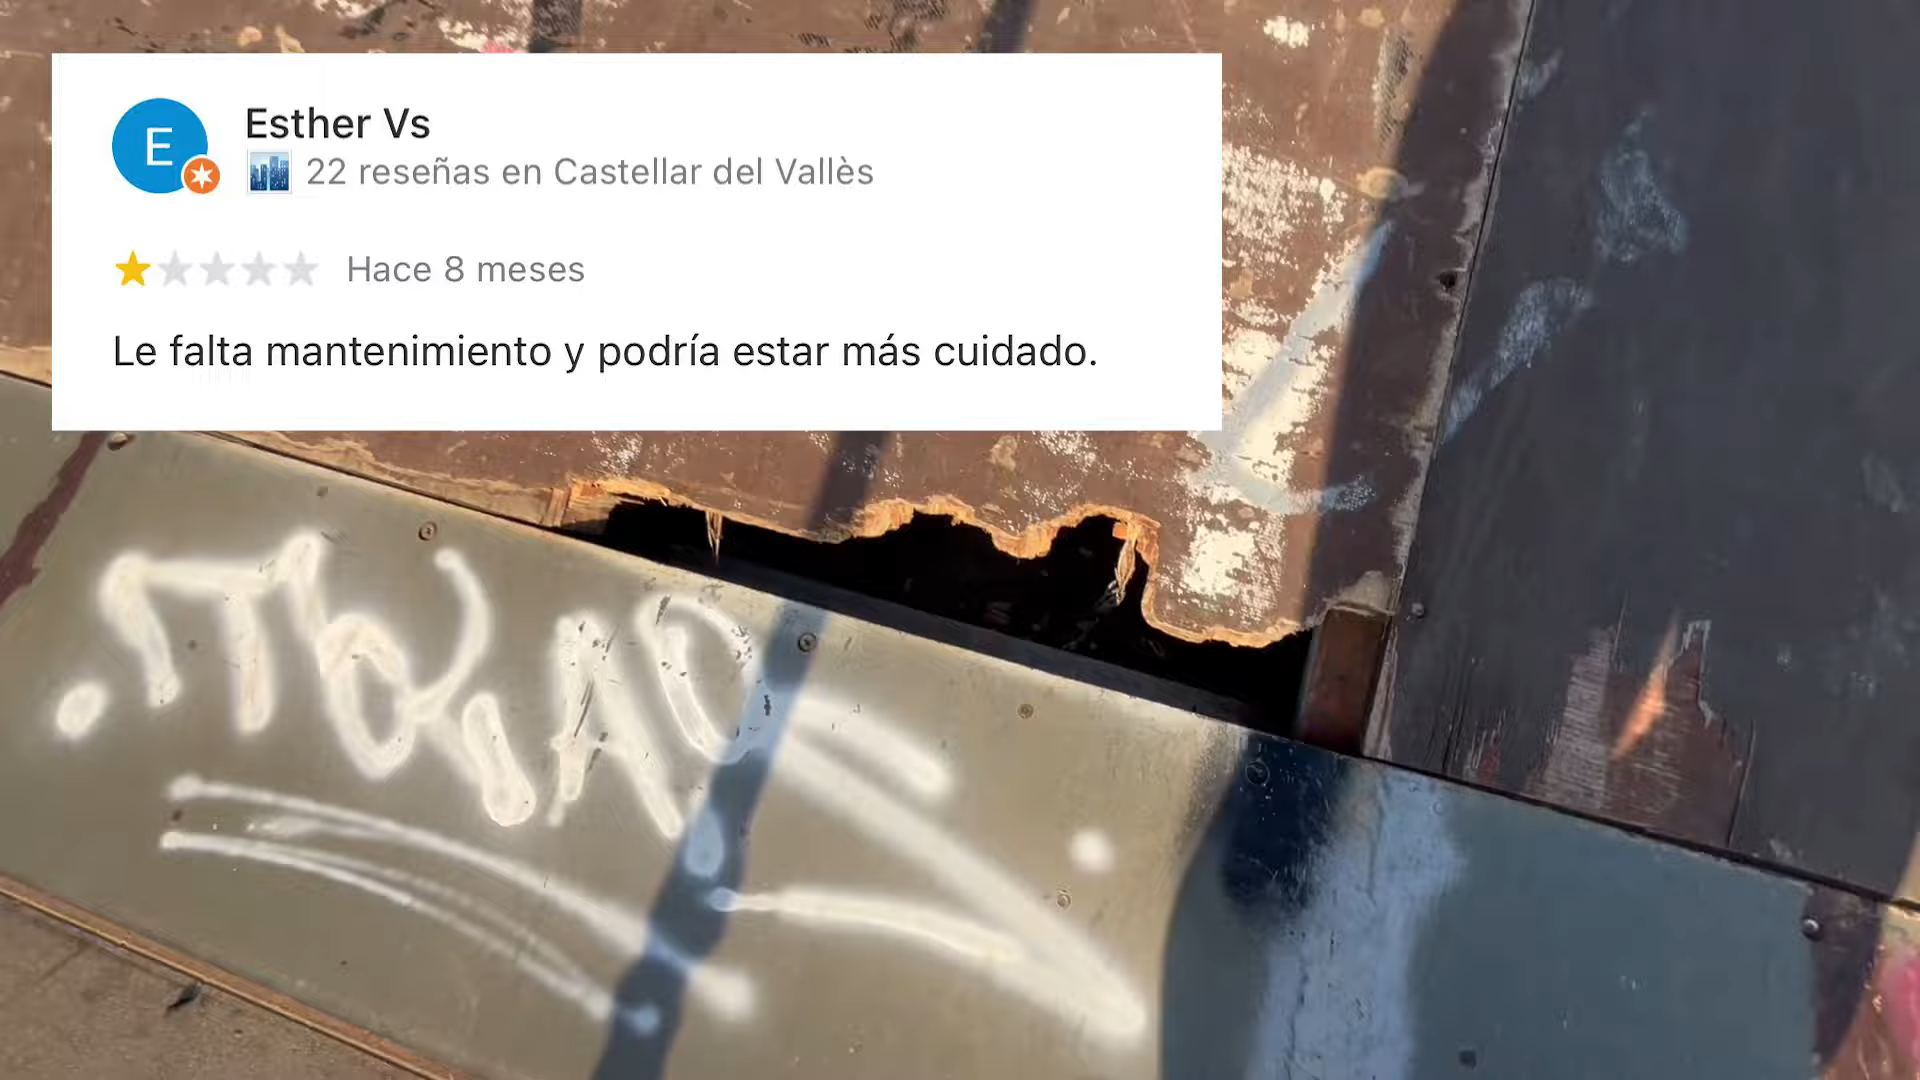 E
Esther Vs
22 reseñas en Castellar del Vallès
Hace 8 meses
Le falta mantenimiento y podría estar más cuidado.